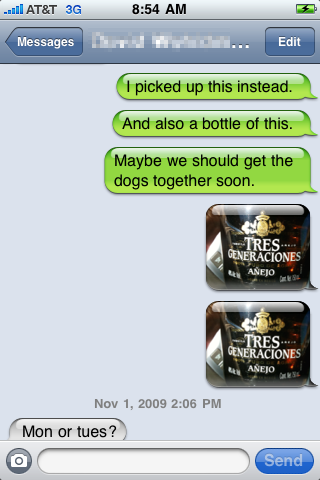 AT&T 3G 8:54 AM
Messages Edit
I picked up this instead.
And also a bottle of this.
Maybe we should get the
dogs together soon.
TRES
GENERACIONES
AÑEJO
TRES
GENERACIONES
AÑEJO
Nov 1, 2009 2:06 PM
Mon or tues?
Send